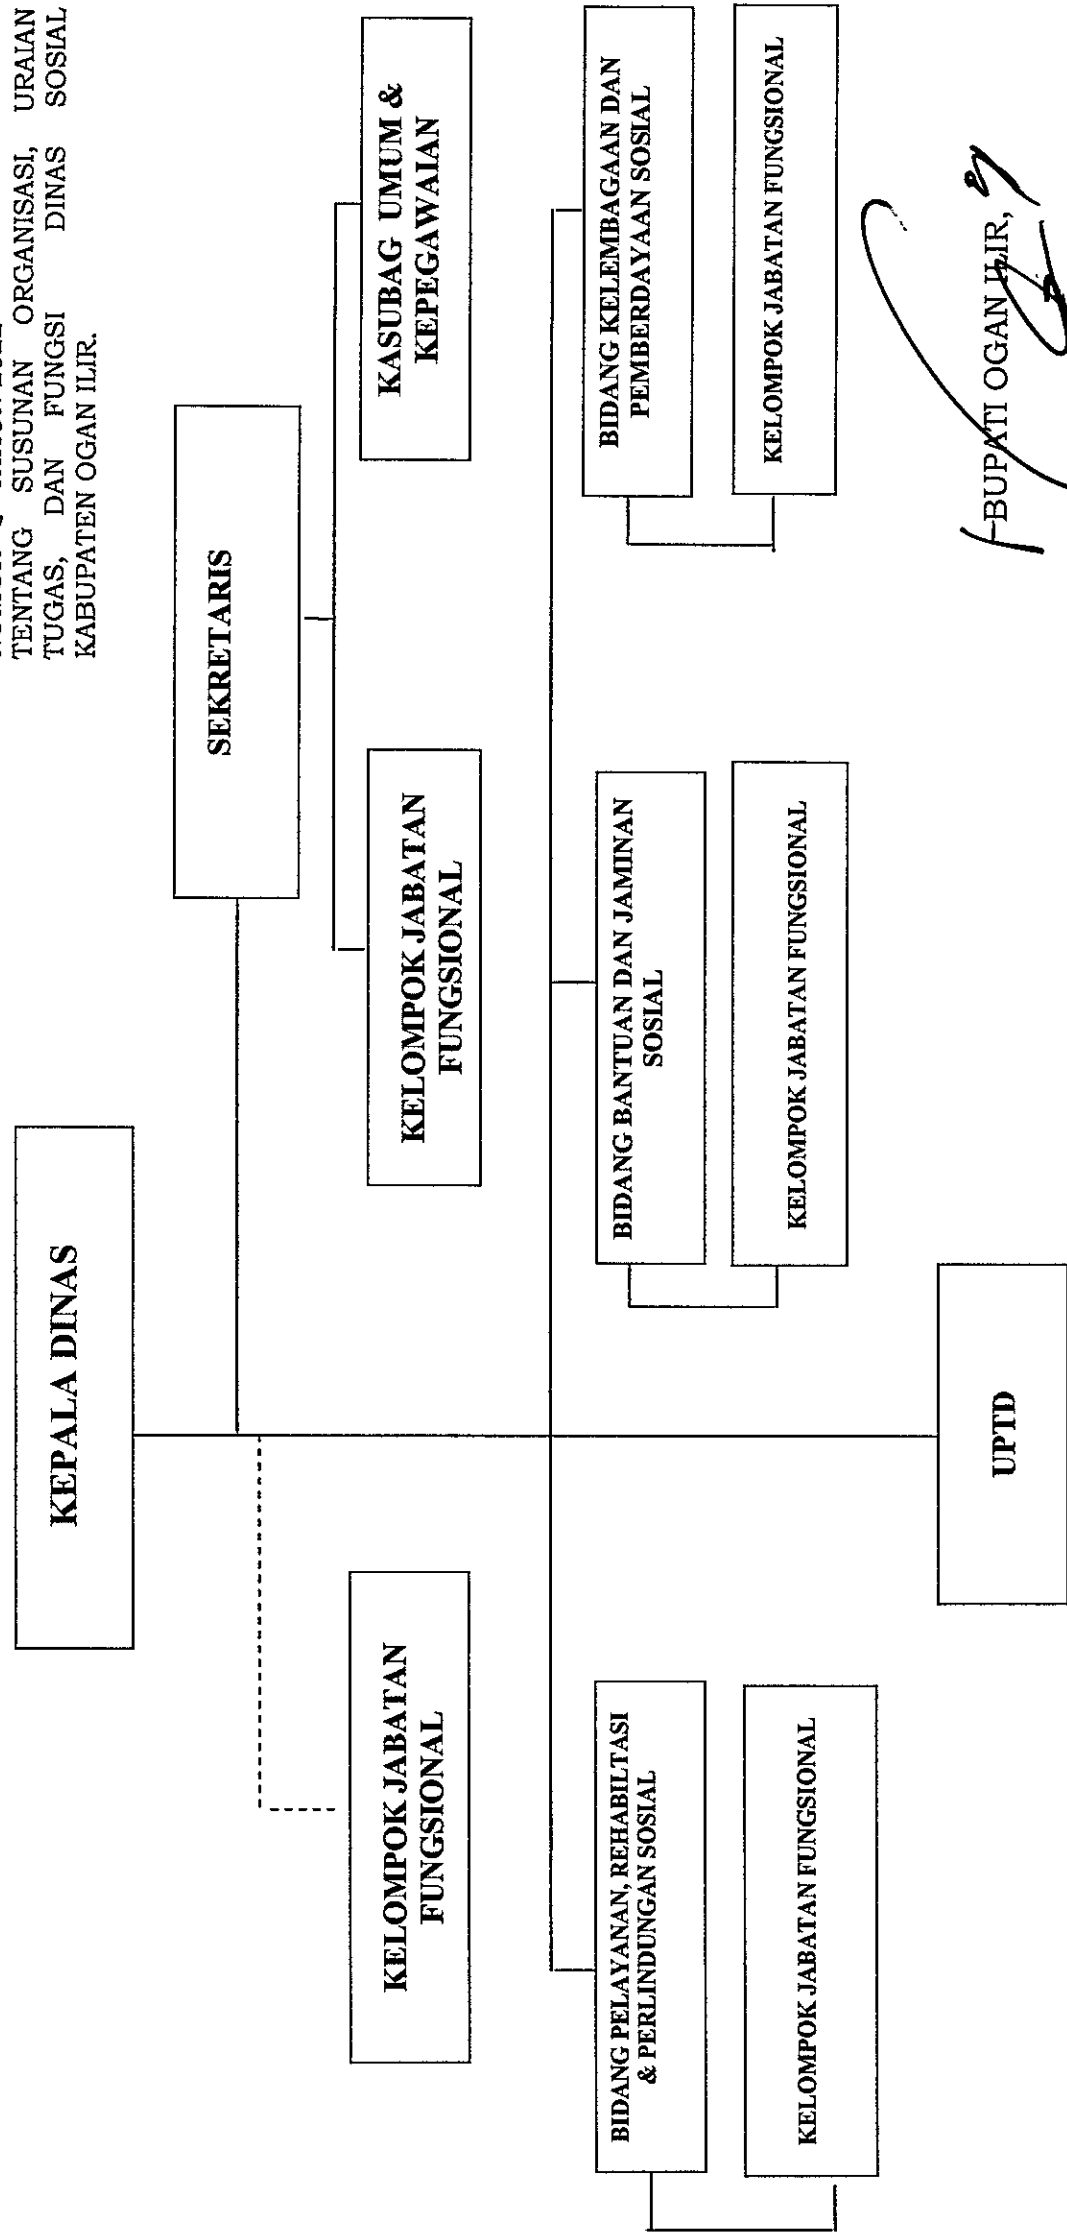 TENTANG SUSUNAN ORGANISASI, URAIAN
TUGAS, DAN FUNGSI DINAS SOSIAL
KABUPATEN OGAN ILIR.
KEPALA DINAS
SEKRETARIS
KELOMPOK JABATAN
FUNGSIONAL
KELOMPOK JABATAN
FUNGSIONAL
KASUBAG UMUM &
KEPEGAWAIAN
BIDANG PELAYANAN, REHABILTASI
& PERLINDUNGAN SOSIAL
KELOMPOK JABATAN FUNGSIONAL
BIDANG BANTUAN DAN JAMINAN
SOSIAL
KELOMPOK JABATAN FUNGSIONAL
BIDANG KELEMBAGAAN DAN
PEMBERDAYAAN SOSIAL
KELOMPOK JABATAN FUNGSIONAL
UPTD
BUPATI OGAN ILIR,